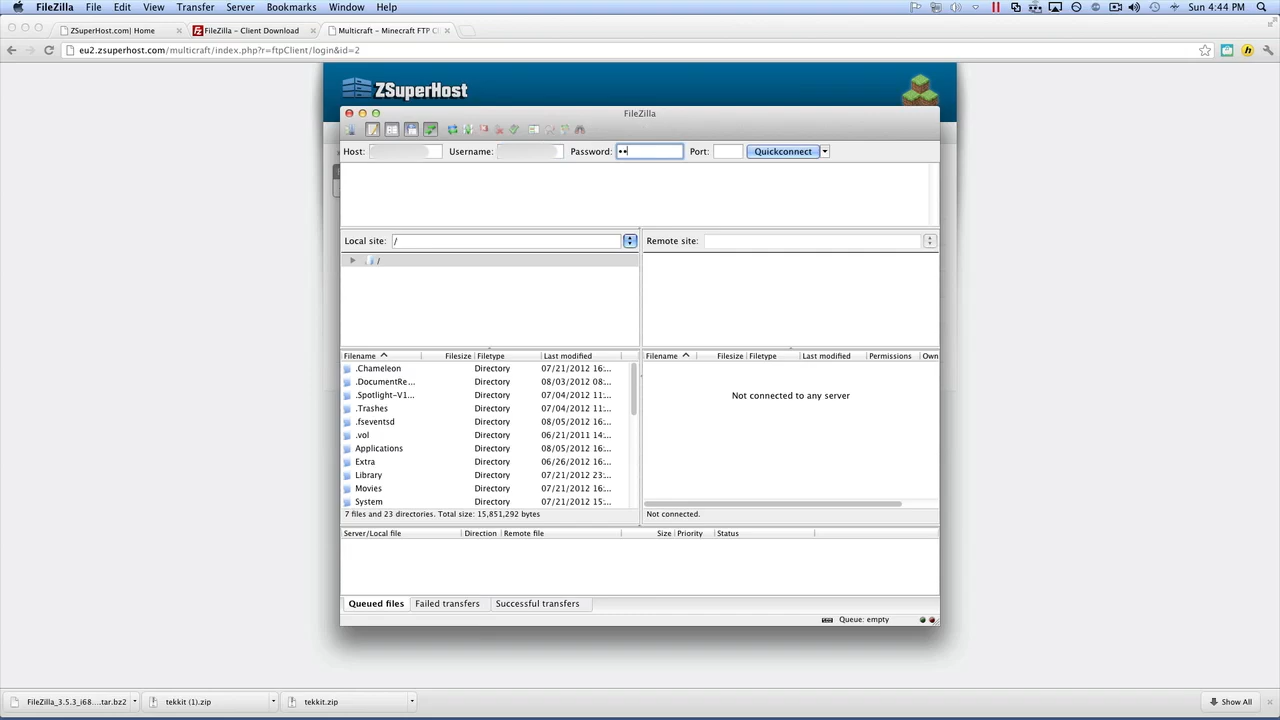 FileZilla File Edit View Transfer Server Bookmarks Window Help Sun 4:44 PM
ZSuperHost.com| Home FileZilla - Client Download Multicraft - Minecraft FTP C
eu2.zsuperhost.com/multicraft/index.php?r=ftpClient/login&id=2
ZSuperHost
FileZilla
Host: Username: Password: •• Port: Quickconnect
Local site: / Remote site:
/
Filename Filesize Filetype Last modified Filename Filesize Filetype Last modified Permissions Own
.Chameleon Directory 07/21/2012 16:...
.DocumentRe... Directory 08/03/2012 08:...
Not connected to any server
.Spotlight-V1... Directory 07/04/2012 11:...
.Trashes Directory 07/04/2012 11:...
.fseventsd Directory 08/05/2012 16:...
.vol Directory 06/21/2011 14:...
Applications Directory 08/05/2012 16:...
Extra Directory 06/26/2012 16:...
Library Directory 07/21/2012 23:...
Movies Directory 07/21/2012 16:...
System Directory 07/21/2012 15:...
7 files and 23 directories. Total size: 15,851,292 bytes Not connected.
Server/Local file Direction Remote file Size Priority Status
Queued files Failed transfers Successful transfers
Queue: empty
FileZilla_3.5.3_i68....tar.bz2 tekkit (1).zip tekkit.zip Show All